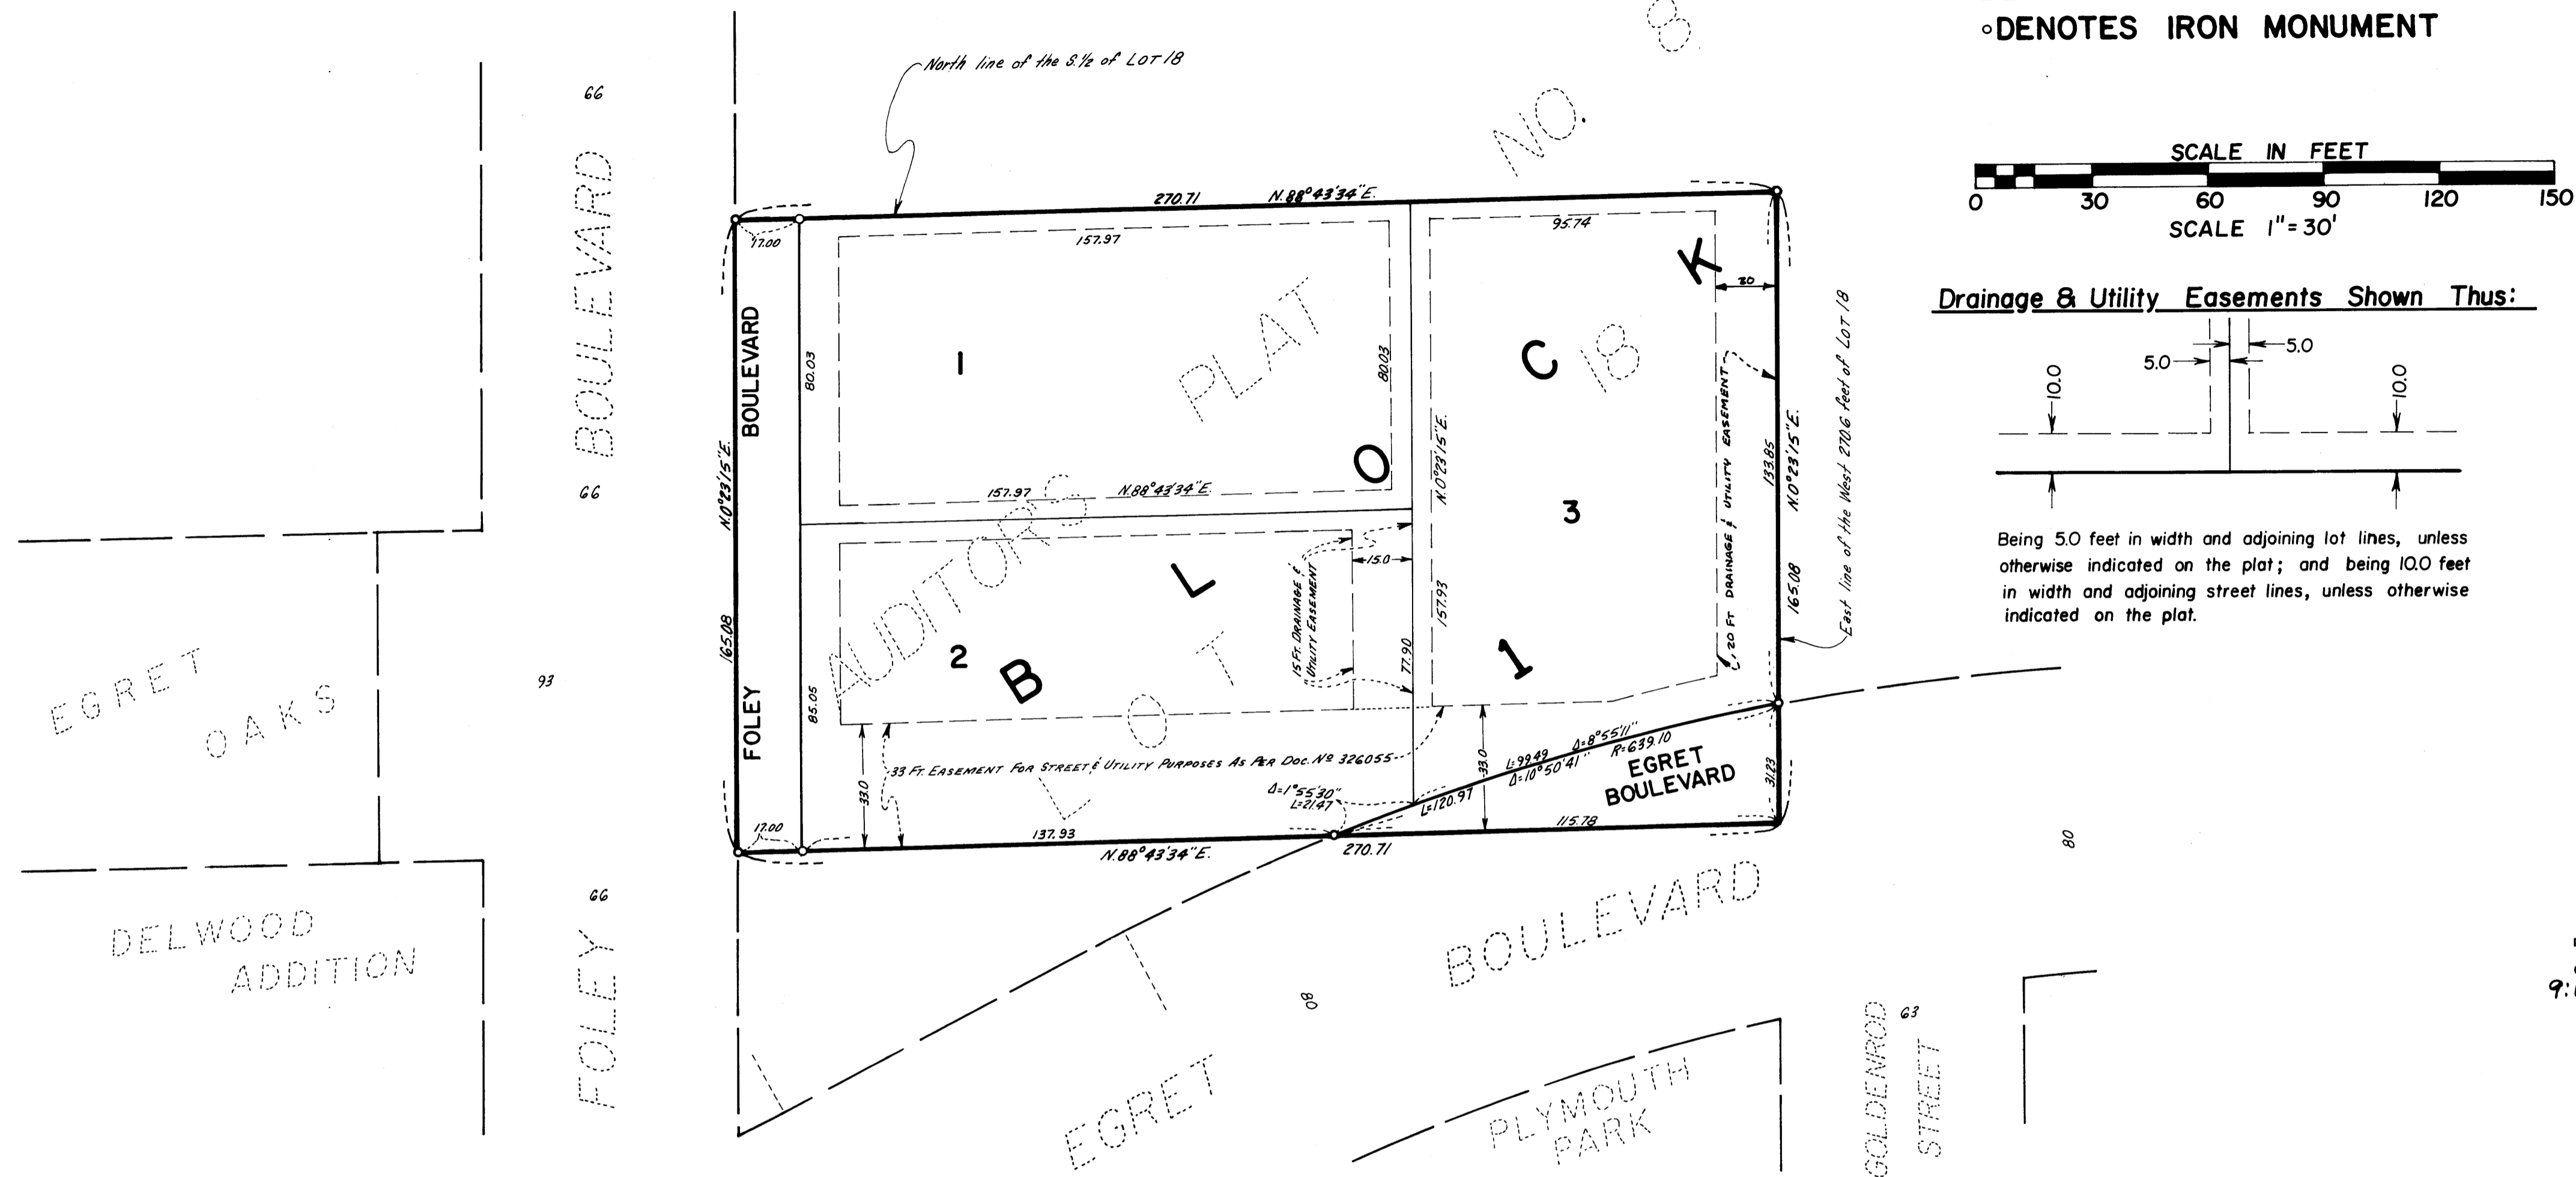 ∘DENOTES IRON MONUMENT
SCALE IN FEET
0 30 60 90 120 150
SCALE 1"=30'
Drainage & Utility Easements Shown Thus:
5.0
5.0
10.0
10.0
Being 5.0 feet in width and adjoining lot lines, unless
otherwise indicated on the plat; and being 10.0 feet
in width and adjoining street lines, unless otherwise
indicated on the plat.
North line of the S.1/2 of LOT 18
66
BOULEVARD
66
93
66
FOLEY
EGRET
OAKS
DELWOOD
ADDITION
AUDITOR'S
PLAT
NO.
8
LOT
18
270.71 N.88°43'34"E.
17.00
157.97
95.74
20
BOULEVARD
FOLEY
N.0°23'15"E.
165.08
80.03
1
80.03
157.97 N.88°43'34"E.
85.05
2
15.0
15 FT. DRAINAGE &
UTILITY EASEMENT
77.90
N.0°23'15"E.
157.93
3
BLOCK
1
20 FT DRAINAGE & UTILITY EASEMENT
133.85
N.0°23'15"E.
165.08
East line of the West 270.6 feet of LOT 18
33.0
33 FT. EASEMENT FOR STREET & UTILITY PURPOSES AS PER DOC. Nº 326055
33.0
Δ=1°55'30"
L=21.47
L=99.49 Δ=8°55'11"
L=120.97 Δ=10°50'41" R=639.10
EGRET
BOULEVARD
31.23
17.00
137.93
115.78
N.88°43'34"E.
270.71
EGRET
BOULEVARD
80
80
PLYMOUTH
PARK
GOLDENROD
STREET
63